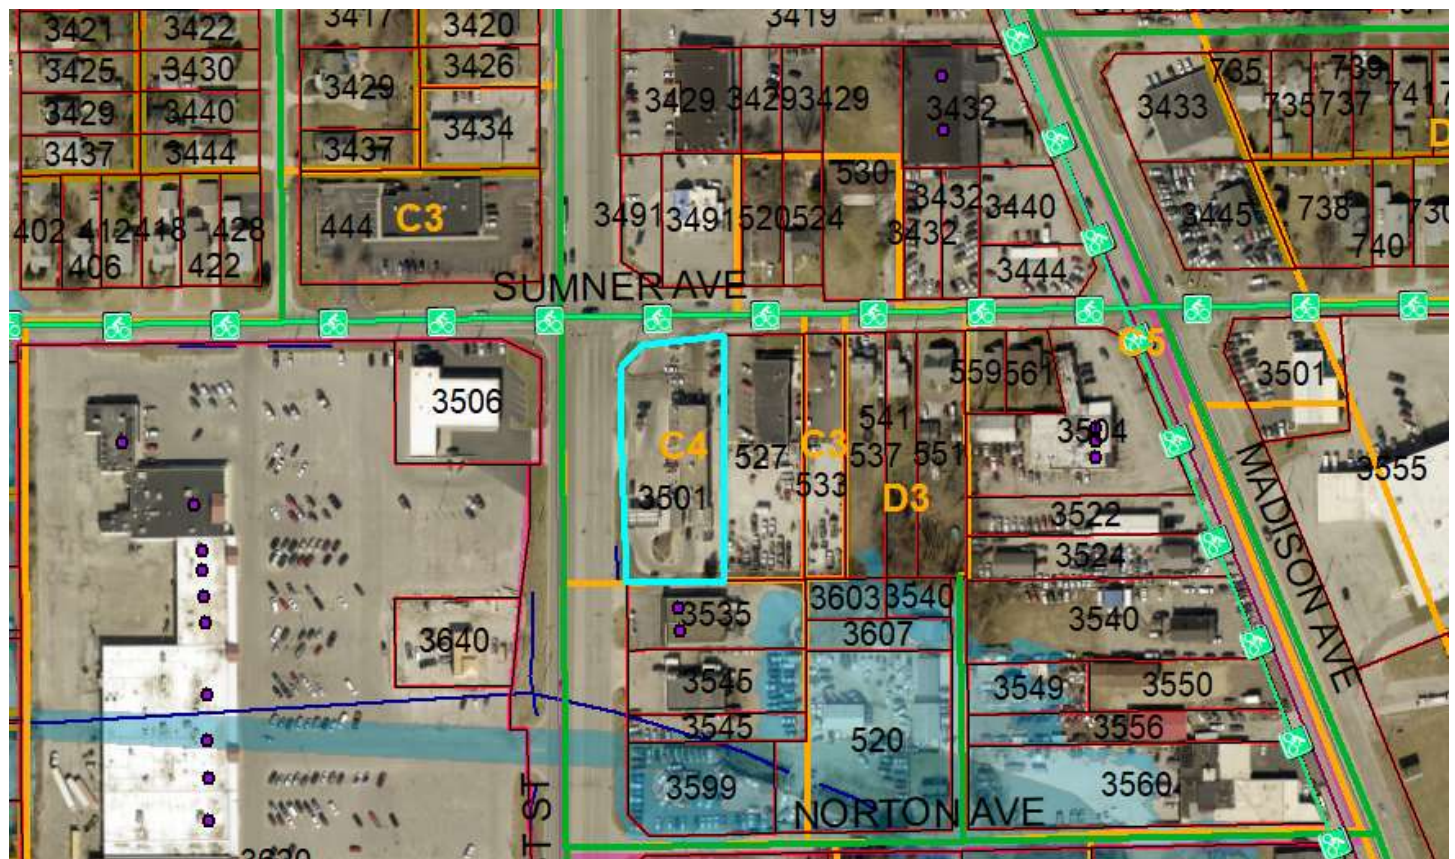 3421 3422 3417 3420 3419
3425 3430 3429 3426 3429 3429 3429 3432 3433 735 735 737 739 741
3429 3440 3434
3437 3444 3437
402 406 412 418 422 428 444 C3 3491 3491 520 524 530 3432 3432 3440 3444 3445 738 740 730
SUMNER AVE
C5
3506 C4 3501 527 C3 533 537 541 551 D3 559 561 3504 3501 3555
MADISON AVE
3522
3524
3640 3535 3603 3540 3540
3607
3545 3549 3550
3545 520 3556
3599 3560
NORTON AVE
T ST